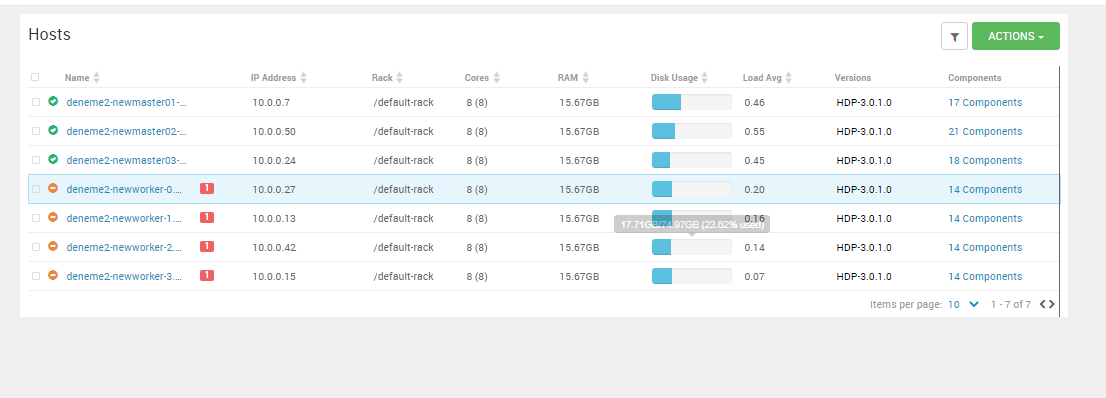 Hosts
ACTIONS
Name IP Address Rack Cores RAM Disk Usage Load Avg Versions Components
deneme2-newmaster01-... 10.0.0.7 /default-rack 8 (8) 15.67GB 0.46 HDP-3.0.1.0 17 Components
deneme2-newmaster02-... 10.0.0.50 /default-rack 8 (8) 15.67GB 0.55 HDP-3.0.1.0 21 Components
deneme2-newmaster03-... 10.0.0.24 /default-rack 8 (8) 15.67GB 0.45 HDP-3.0.1.0 18 Components
deneme2-newworker-0.... 1 10.0.0.27 /default-rack 8 (8) 15.67GB 0.20 HDP-3.0.1.0 14 Components
deneme2-newworker-1.... 1 10.0.0.13 /default-rack 8 (8) 15.67GB 0.16 HDP-3.0.1.0 14 Components
17.71GB/74.97GB (23.62% used)
deneme2-newworker-2.... 1 10.0.0.42 /default-rack 8 (8) 15.67GB 0.14 HDP-3.0.1.0 14 Components
deneme2-newworker-3.... 1 10.0.0.15 /default-rack 8 (8) 15.67GB 0.07 HDP-3.0.1.0 14 Components
Items per page: 10 1 - 7 of 7